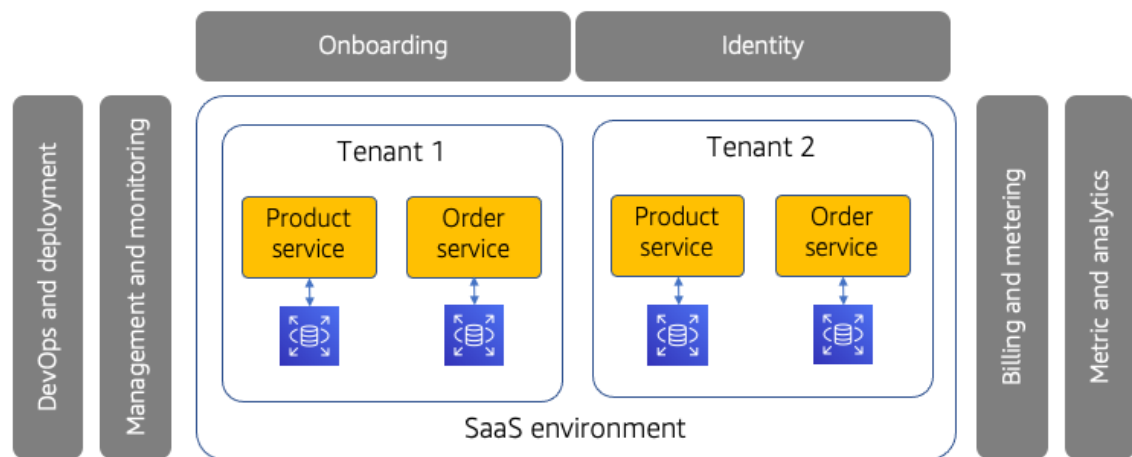 Onboarding
Identity
DevOps and deployment
Management and monitoring
Tenant 1
Product
service
Order
service
Tenant 2
Product
service
Order
service
SaaS environment
Billing and metering
Metric and analytics